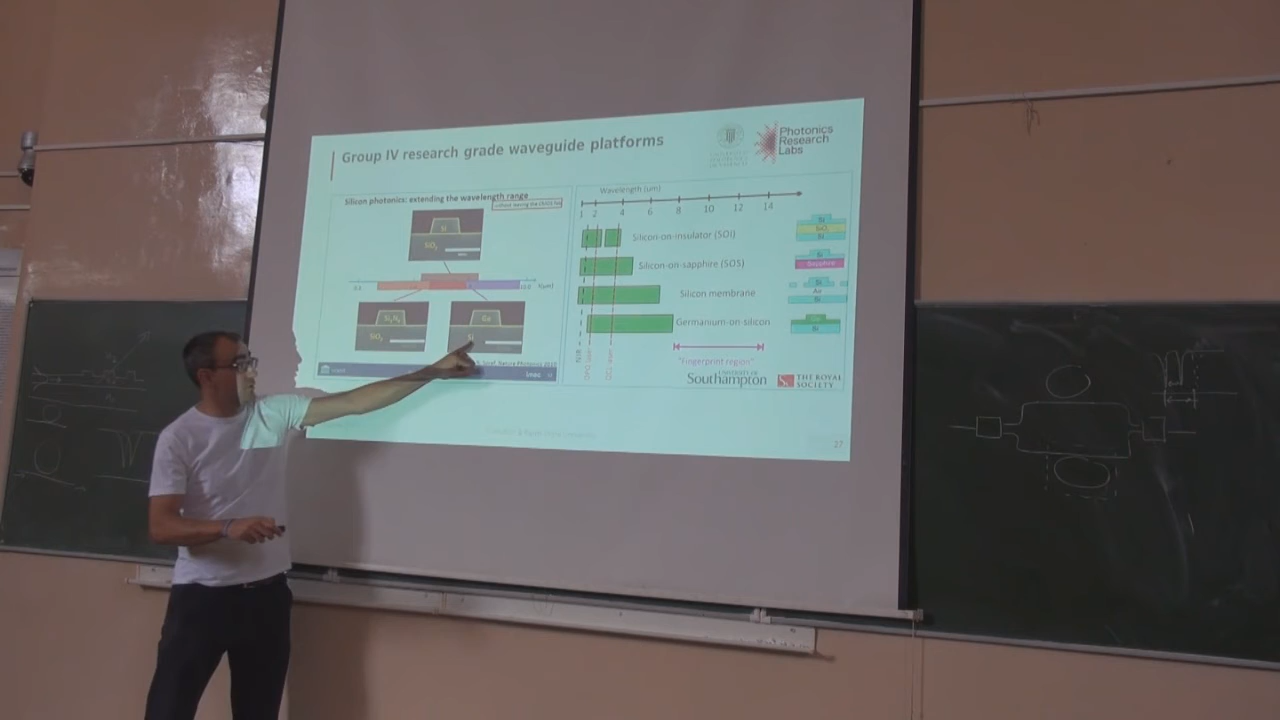 Group IV research grade waveguide platforms
Photonics
Research
Labs
Silicon photonics: extending the wavelength range
Si
SiO2
Si3N4
SiO2
Ge
Si
imec
Wavelength (um)
1 2 4 6 8 10 12 14
Silicon-on-insulator (SOI)
Silicon-on-sapphire (SOS)
Silicon membrane
Germanium-on-silicon
"Fingerprint region"
Si
SiO2
Si
Si
Sapphire
Si
Air
Si
Si
Southampton
THE ROYAL
SOCIETY
27